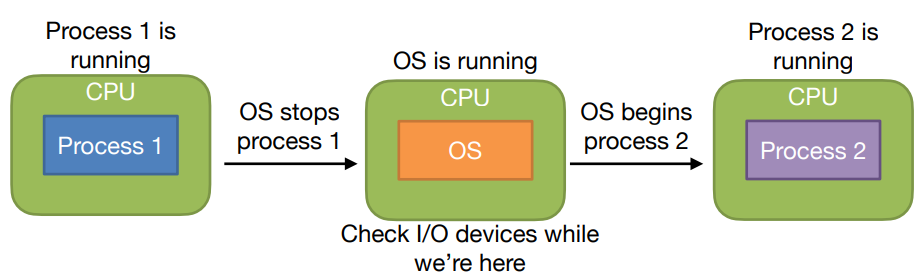 Process 1 is
running
CPU
Process 1
OS stops
process 1
OS is running
CPU
OS
Check I/O devices while
we're here
OS begins
process 2
Process 2 is
running
CPU
Process 2